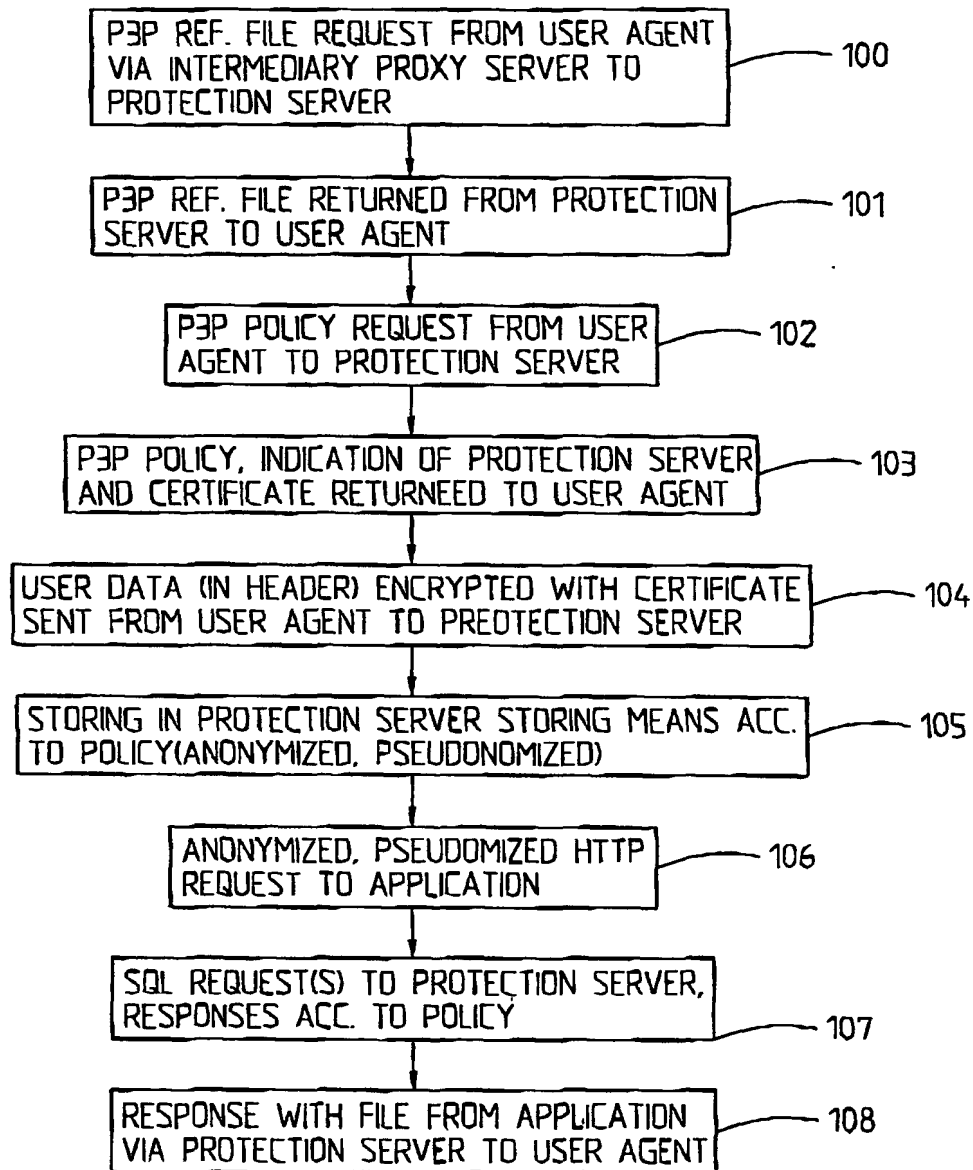 P3P REF. FILE REQUEST FROM USER AGENT
VIA INTERMEDIARY PROXY SERVER TO
PROTECTION SERVER
100
P3P REF. FILE RETURNED FROM PROTECTION
SERVER TO USER AGENT
101
P3P POLICY REQUEST FROM USER
AGENT TO PROTECTION SERVER
102
P3P POLICY, INDICATION OF PROTECTION SERVER
AND CERTIFICATE RETURNEED TO USER AGENT
103
USER DATA (IN HEADER) ENCRYPTED WITH CERTIFICATE
SENT FROM USER AGENT TO PREOTECTION SERVER
104
STORING IN PROTECTION SERVER STORING MEANS ACC.
TO POLICY(ANONYMIZED, PSEUDONOMIZED)
105
ANONYMIZED, PSEUDOMIZED HTTP
REQUEST TO APPLICATION
106
SQL REQUEST(S) TO PROTECTION SERVER,
RESPONSES ACC. TO POLICY
107
RESPONSE WITH FILE FROM APPLICATION
VIA PROTECTION SERVER TO USER AGENT
108